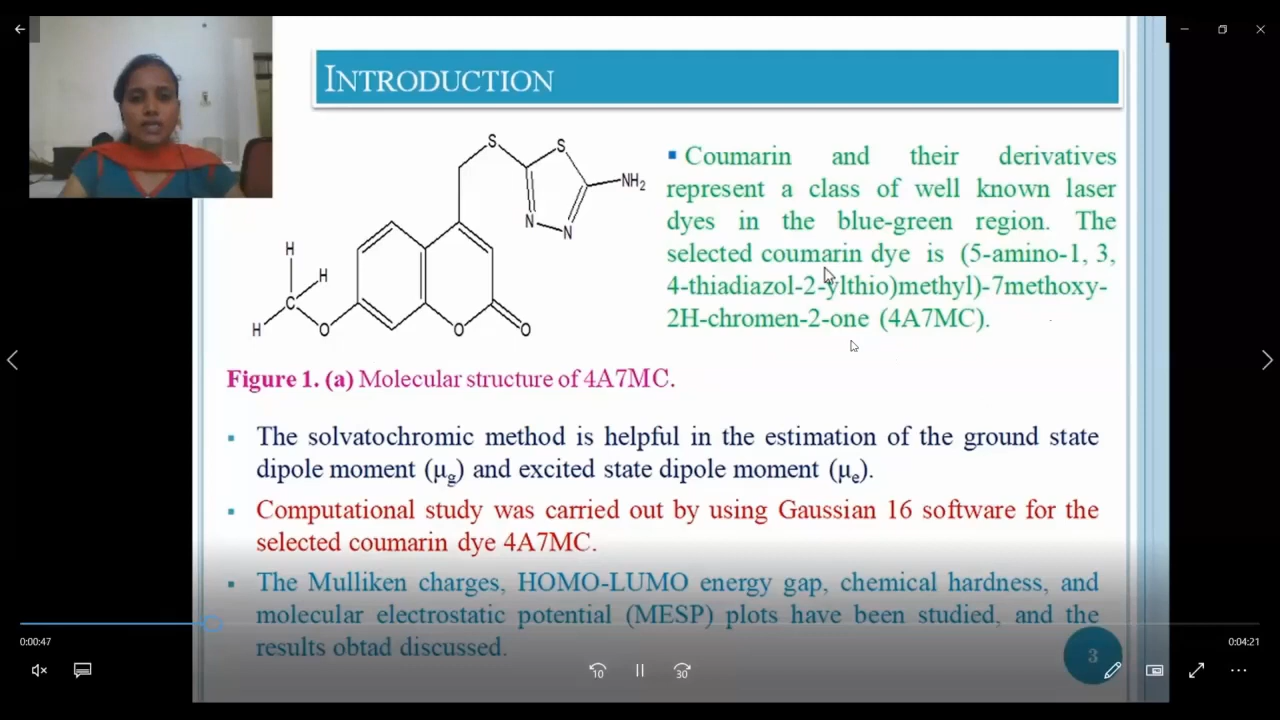 INTRODUCTION
S
S
NH2
N
N
H
H
C
H
O
O
O
▪ Coumarin and their derivatives
represent a class of well known laser
dyes in the blue-green region. The
selected coumarin dye is (5-amino-1, 3,
4-thiadiazol-2-ylthio)methyl)-7methoxy-
2H-chromen-2-one (4A7MC).
Figure 1. (a) Molecular structure of 4A7MC.
▪ The solvatochromic method is helpful in the estimation of the ground state
dipole moment (μg) and excited state dipole moment (μe).
▪ Computational study was carried out by using Gaussian 16 software for the
selected coumarin dye 4A7MC.
▪ The Mulliken charges, HOMO-LUMO energy gap, chemical hardness, and
molecular electrostatic potential (MESP) plots have been studied, and the
results obtad discussed.
3
0:00:47
0:04:21
10
30